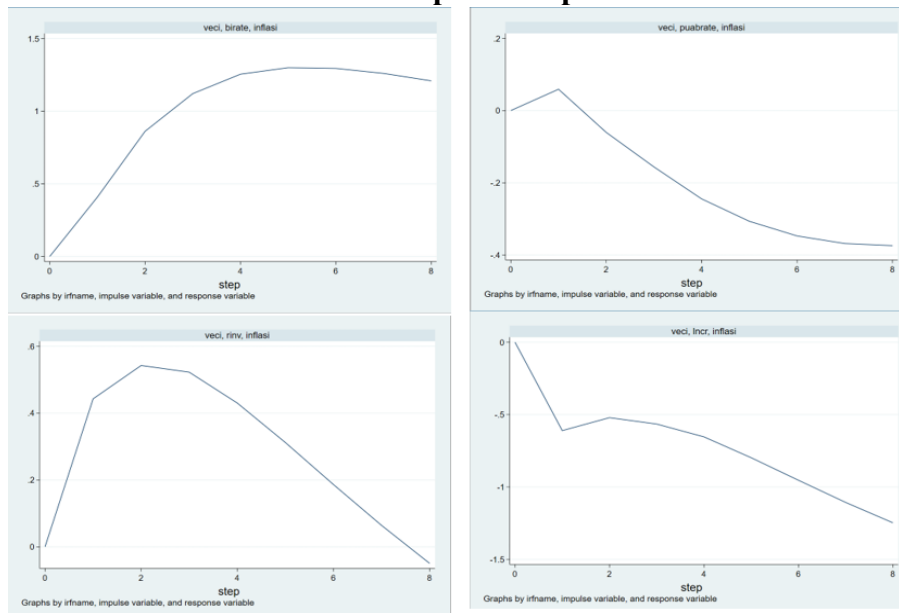 veci, birate, inflasi
1.5
1
.5
0
0 2 4 6 8
step
Graphs by irfname, impulse variable, and response variable
veci, puabrate, inflasi
.2
0
-.2
-.4
0 2 4 6 8
step
Graphs by irfname, impulse variable, and response variable
veci, rinv, inflasi
.6
.4
.2
0
0 2 4 6 8
step
Graphs by irfname, impulse variable, and response variable
veci, lncr, inflasi
0
-.5
-1
-1.5
0 2 4 6 8
step
Graphs by irfname, impulse variable, and response variable